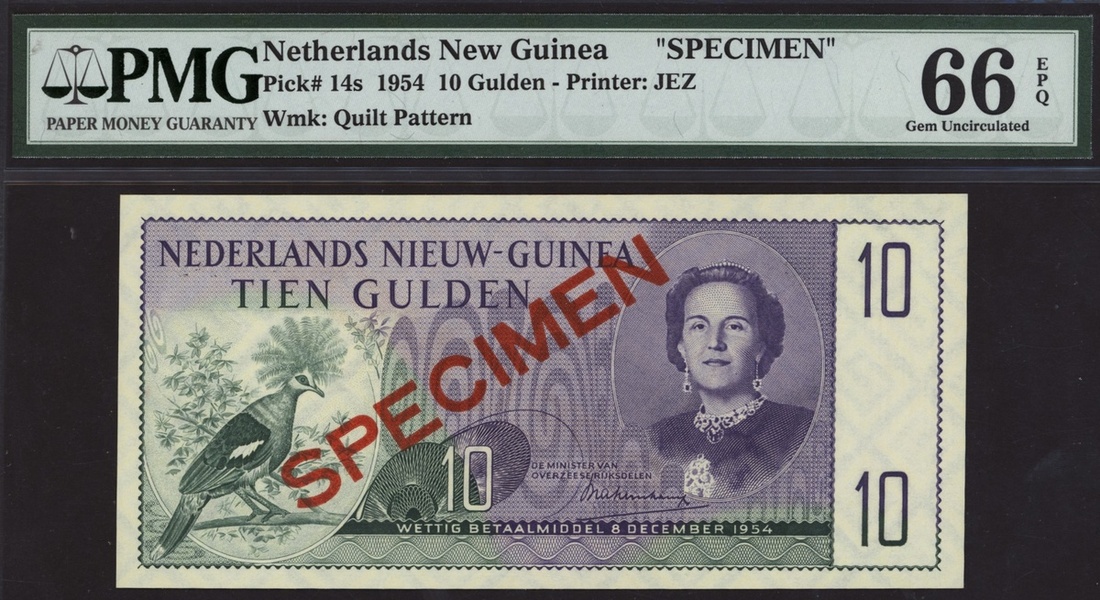 PMG
PAPER MONEY GUARANTY
Netherlands New Guinea "SPECIMEN"
Pick# 14s 1954 10 Gulden - Printer: JEZ
Wmk: Quilt Pattern
66 EPQ
Gem Uncirculated
NEDERLANDS NIEUW-GUINEA
TIEN GULDEN
SPECIMEN
10
10
DE MINISTER VAN
OVERZEESE RIJKSDELEN
WETTIG BETAALMIDDEL 8 DECEMBER 1954
10